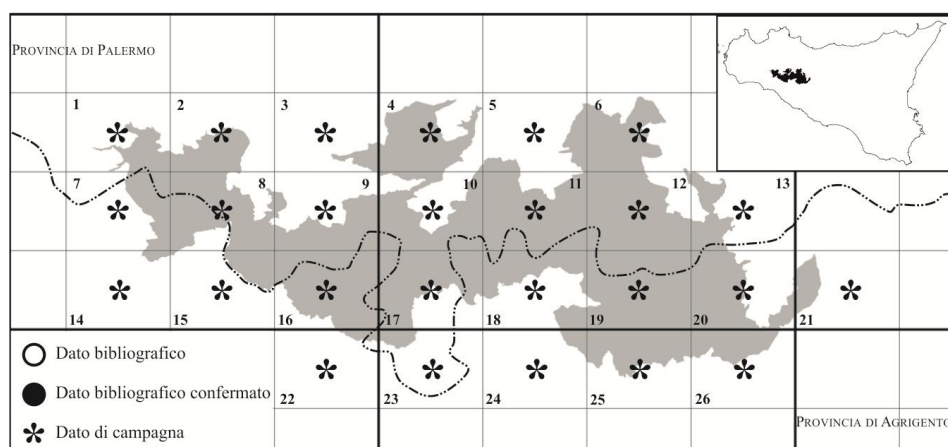 PROVINCIA DI PALERMO
1 2 3 4 5 6
7 8 9 10 11 12 13
14 15 16 17 18 19 20 21
Dato bibliografico
Dato bibliografico confermato
22 23 24 25 26
Dato di campagna
PROVINCIA DI AGRIGENTO